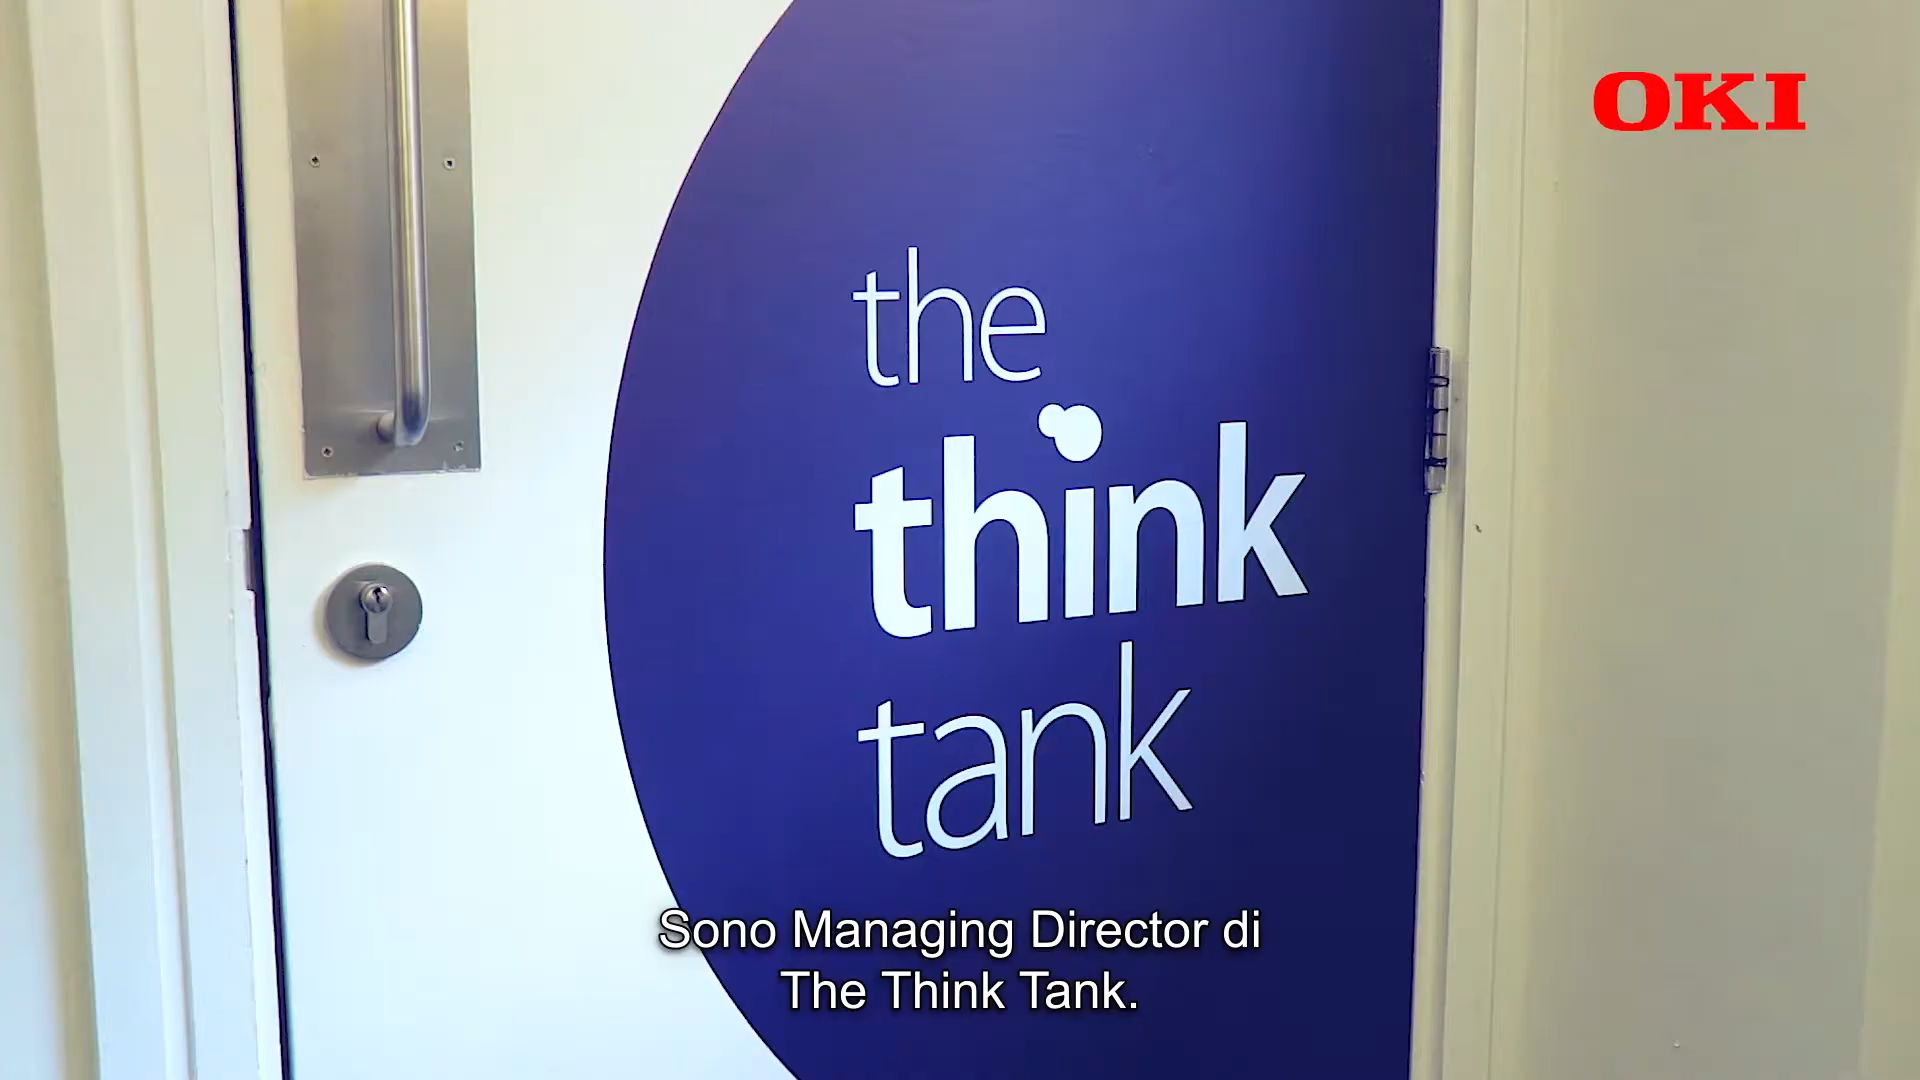 OKI
the
think
tank
Sono Managing Director di
The Think Tank.